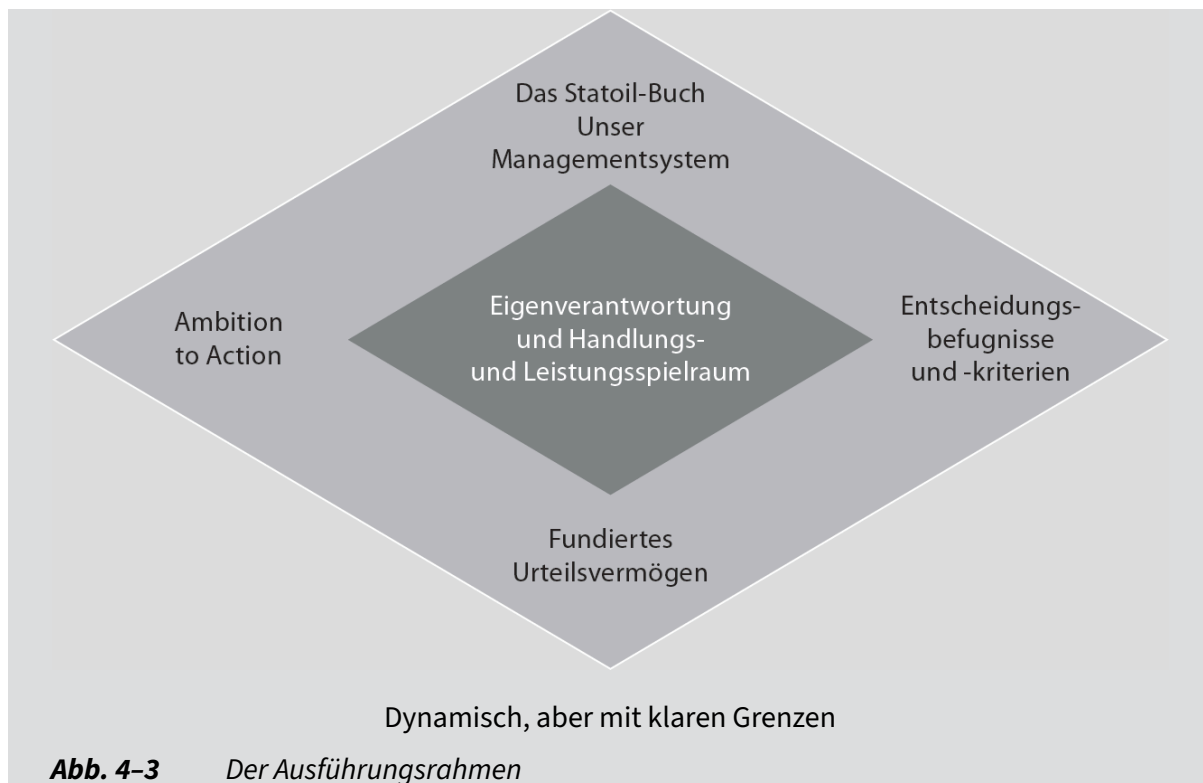 Das Statoil-Buch
Unser
Managementsystem
Ambition
to Action
Eigenverantwortung
und Handlungs-
und Leistungsspielraum
Entscheidungs-
befugnisse
und -kriterien
Fundiertes
Urteilsvermögen
Dynamisch, aber mit klaren Grenzen
Abb. 4–3 Der Ausführungsrahmen